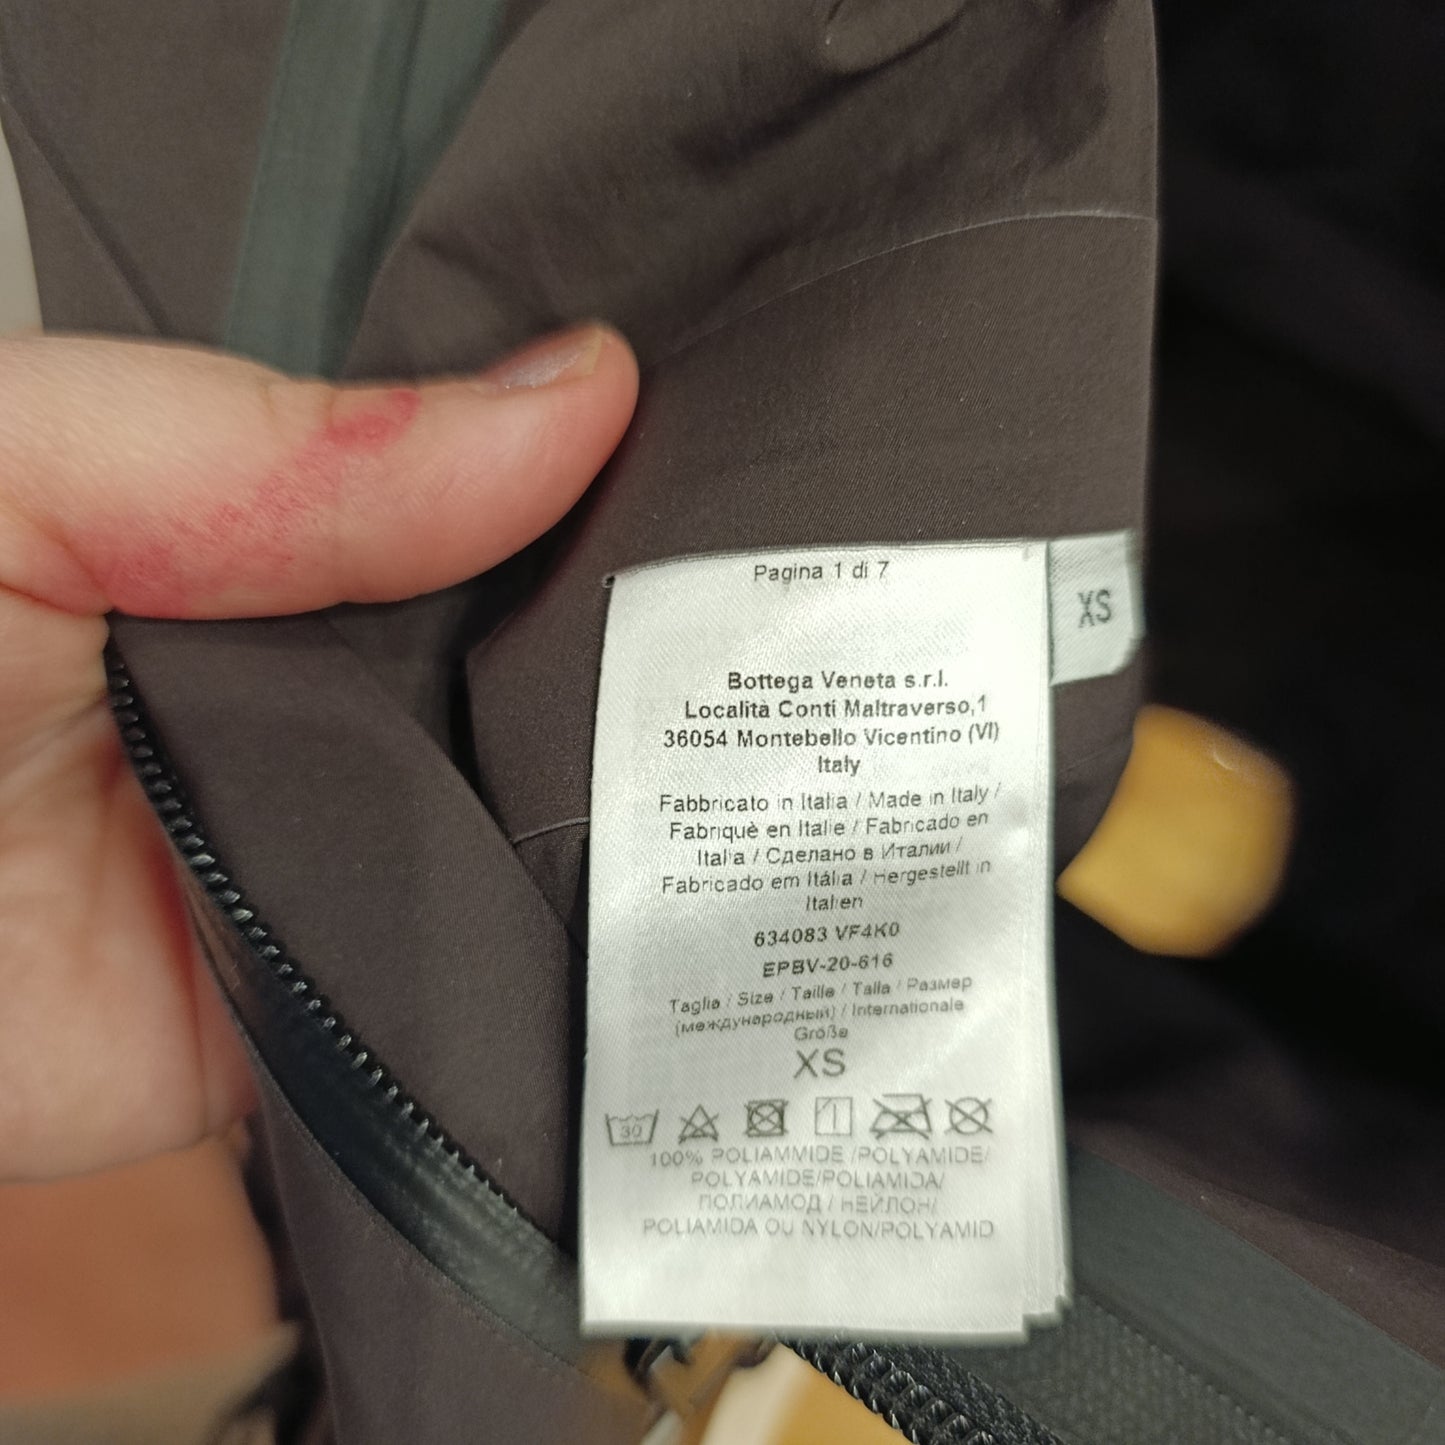 Pagina 1 di 7
XS
Bottega Veneta s.r.l.
Località Conti Maltraverso,1
36054 Montebello Vicentino (VI)
Italy
Fabbricato in Italia / Made in Italy /
Fabriquè en Italie / Fabricado en
Italia / Сделано в Италии /
Fabricado em Itália / Hergestellt in
Italien
634083 VF4K0
EPBV-20-616
Taglia / Size / Taille / Talla / Размер
(международный) / Internationale
Größe
XS
30
100% POLIAMMIDE /POLYAMIDE/
POLYAMIDE/POLIAMIDA/
ПОЛИАМОД / НЕЙЛОН/
POLIAMIDA OU NYLON/POLYAMID